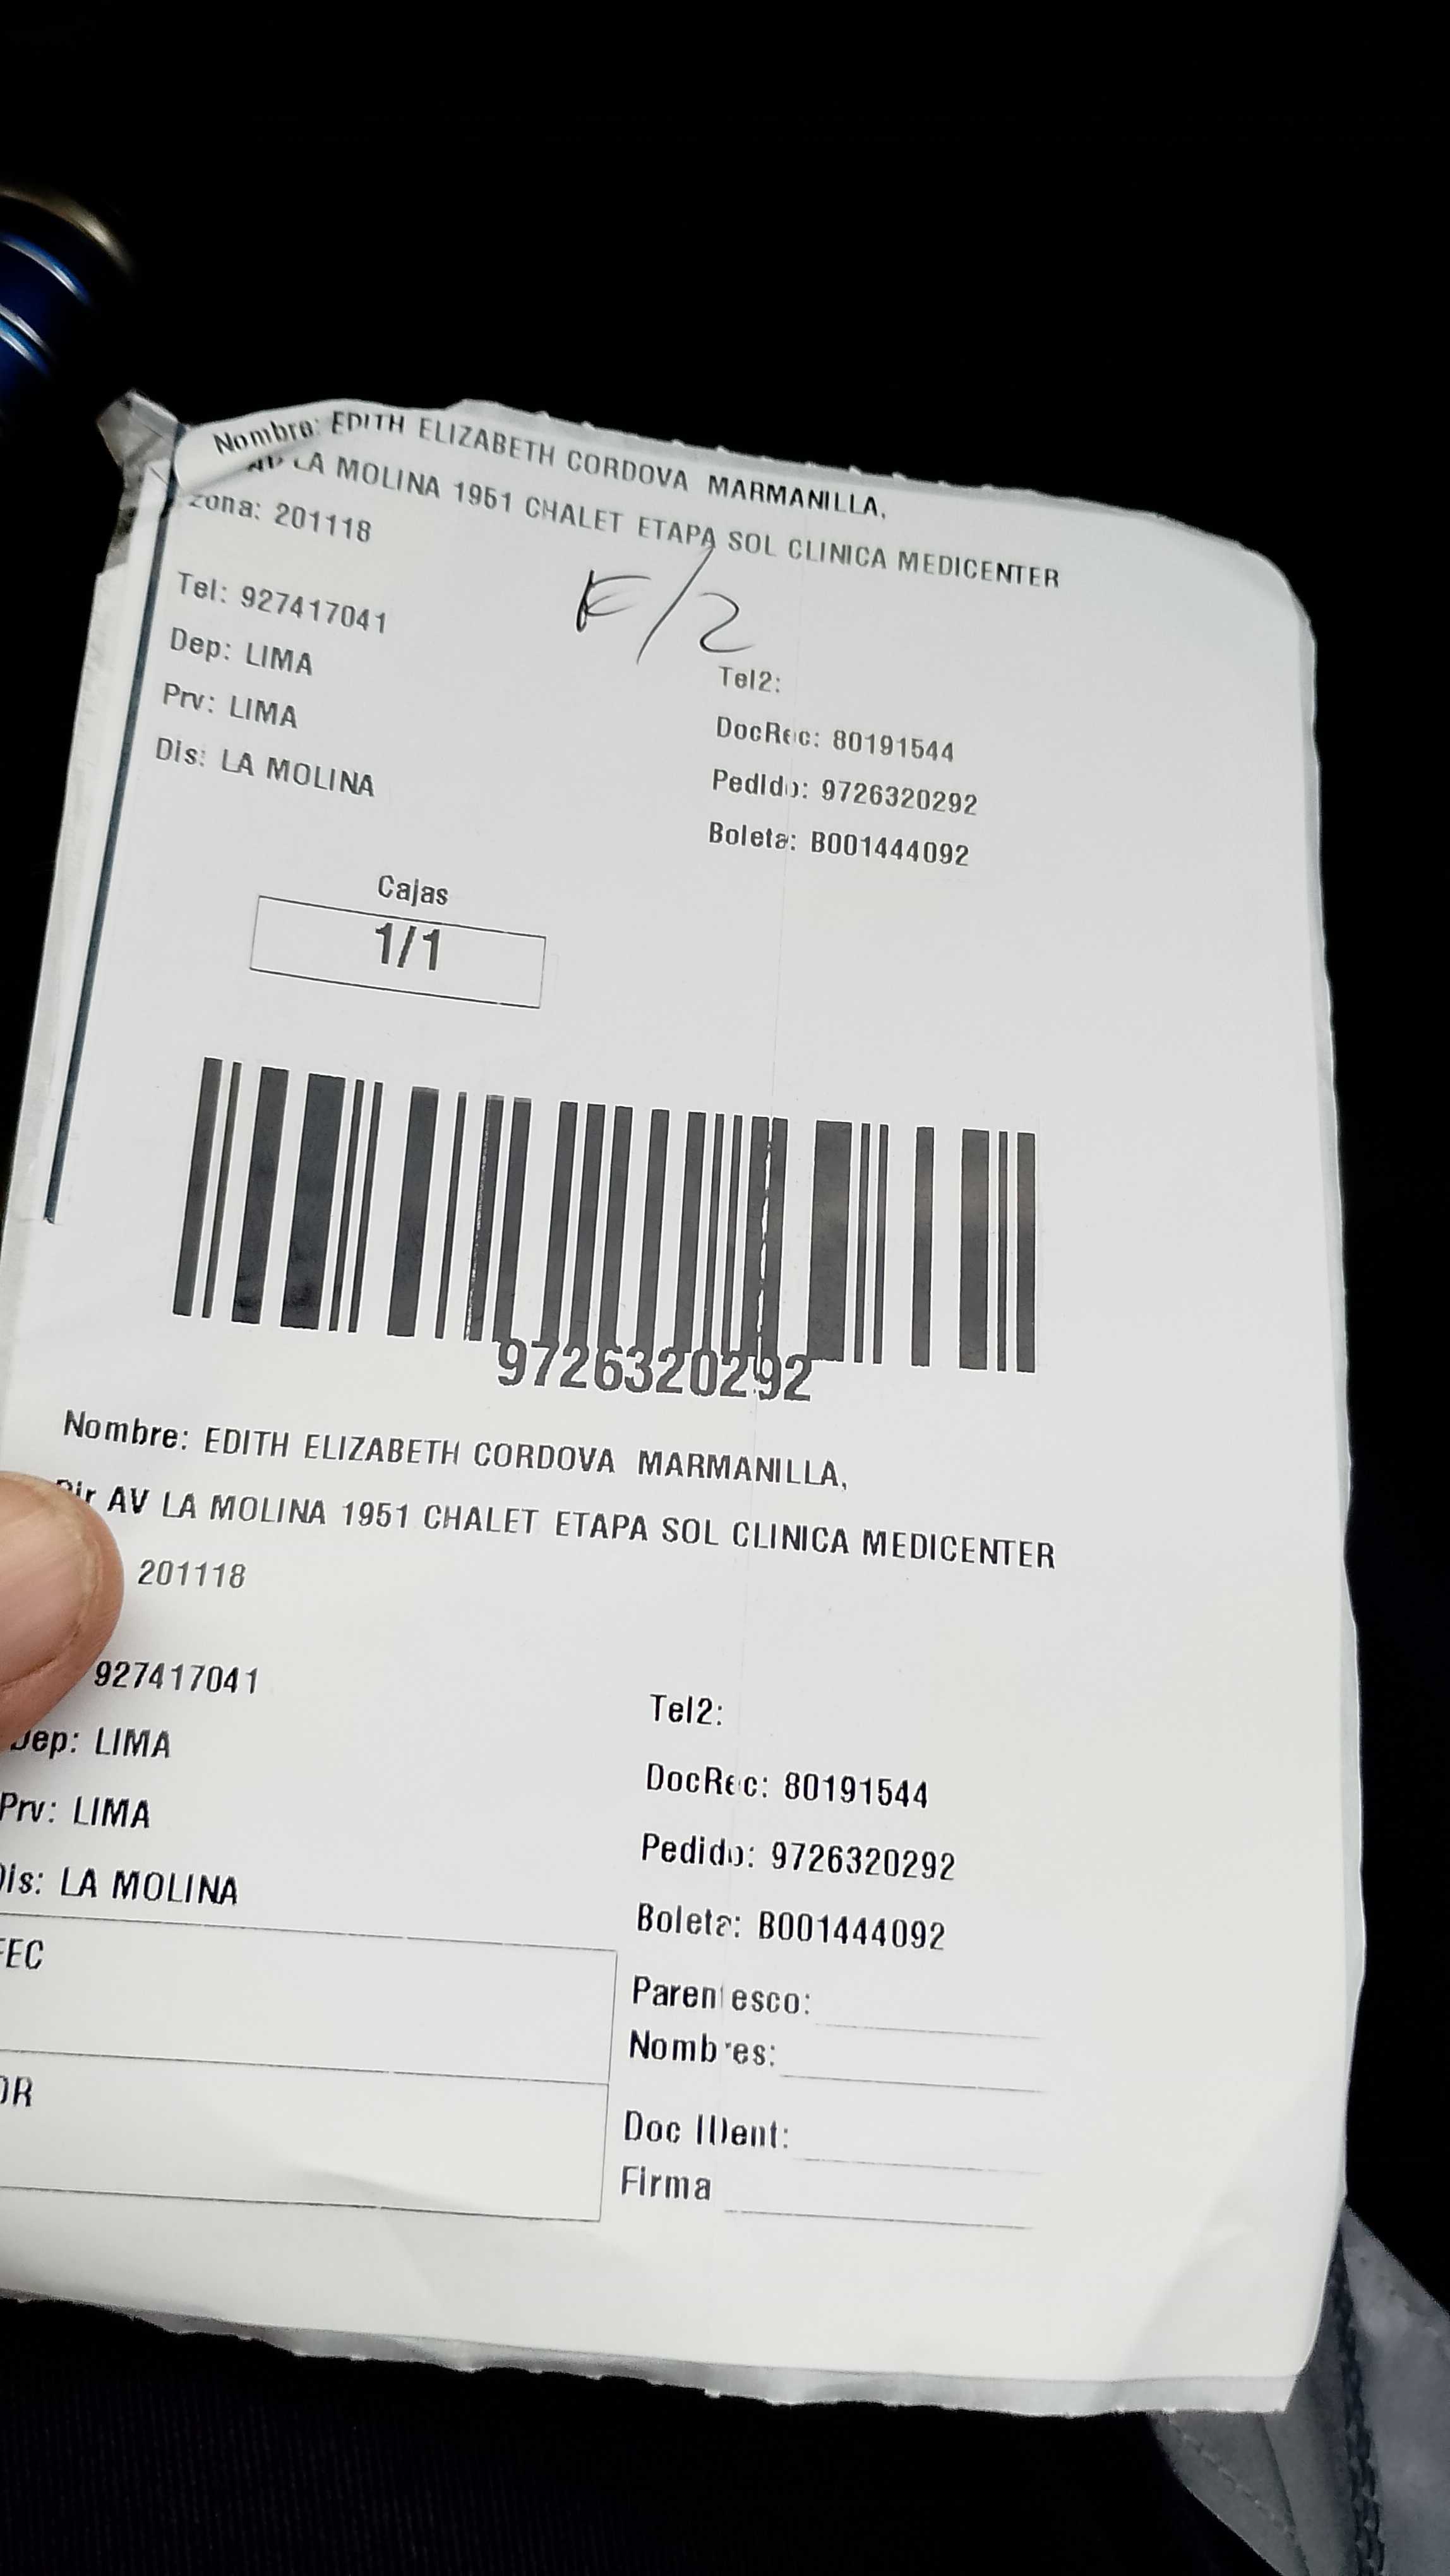 Nombre: EDITH ELIZABETH CORDOVA MARMANILLA,
AV LA MOLINA 1951 CHALET ETAPA SOL CLINICA MEDICENTER
zona: 201118
F/2
Tel: 927417041
Tel2:
Dep: LIMA
DocRec: 80191544
Prv: LIMA
Pedido: 9726320292
Dis: LA MOLINA
Boleta: B001444092
Cajas
1/1
9726320292
Nombre: EDITH ELIZABETH CORDOVA MARMANILLA,
Dir AV LA MOLINA 1951 CHALET ETAPA SOL CLINICA MEDICENTER
201118
927417041
Tel2:
Dep: LIMA
DocRec: 80191544
Prv: LIMA
Pedido: 9726320292
Dis: LA MOLINA
Boleta: B001444092
Parentesco:
Nombres:
Doc IDent:
Firma